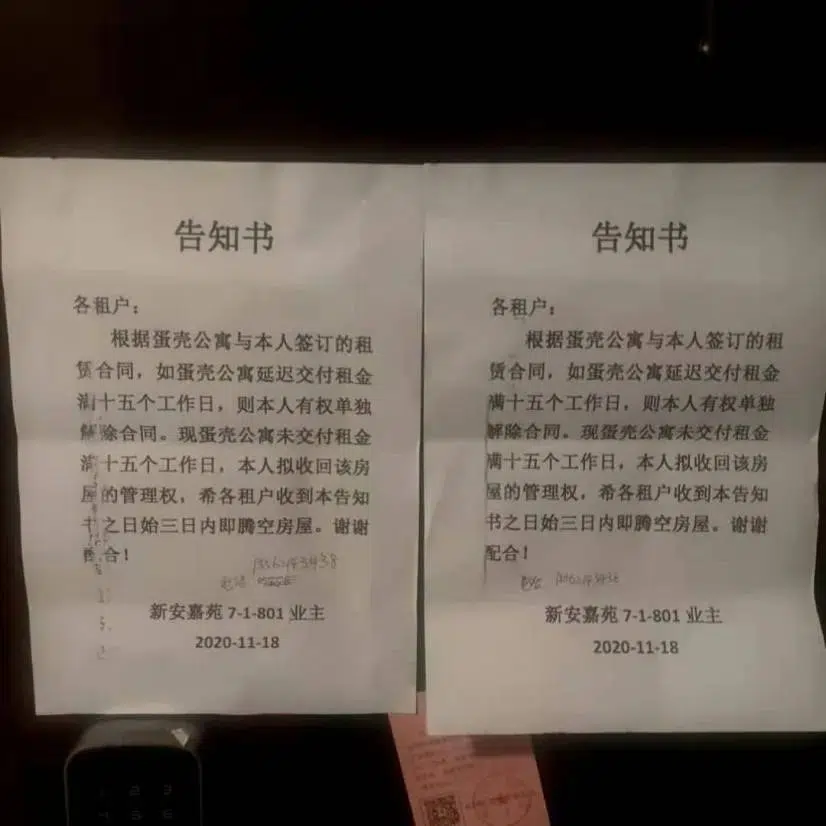 告知书
各租户：
根据蛋壳公寓与本人签订的租
赁合同，如蛋壳公寓延迟交付租金
满十五个工作日，则本人有权单独
解除合同。现蛋壳公寓未交付租金
满十五个工作日，本人拟收回该房
屋的管理权，希各租户收到本告知
书之日始三日内即腾空房屋。谢谢
配合！
电话
新安嘉苑 7-1-801 业主
2020-11-18
告知书
各租户：
根据蛋壳公寓与本人签订的租
赁合同，如蛋壳公寓延迟交付租金
满十五个工作日，则本人有权单独
解除合同。现蛋壳公寓未交付租金
满十五个工作日，本人拟收回该房
屋的管理权，希各租户收到本告知
书之日始三日内即腾空房屋。谢谢
配合！
电话
新安嘉苑 7-1-801 业主
2020-11-18